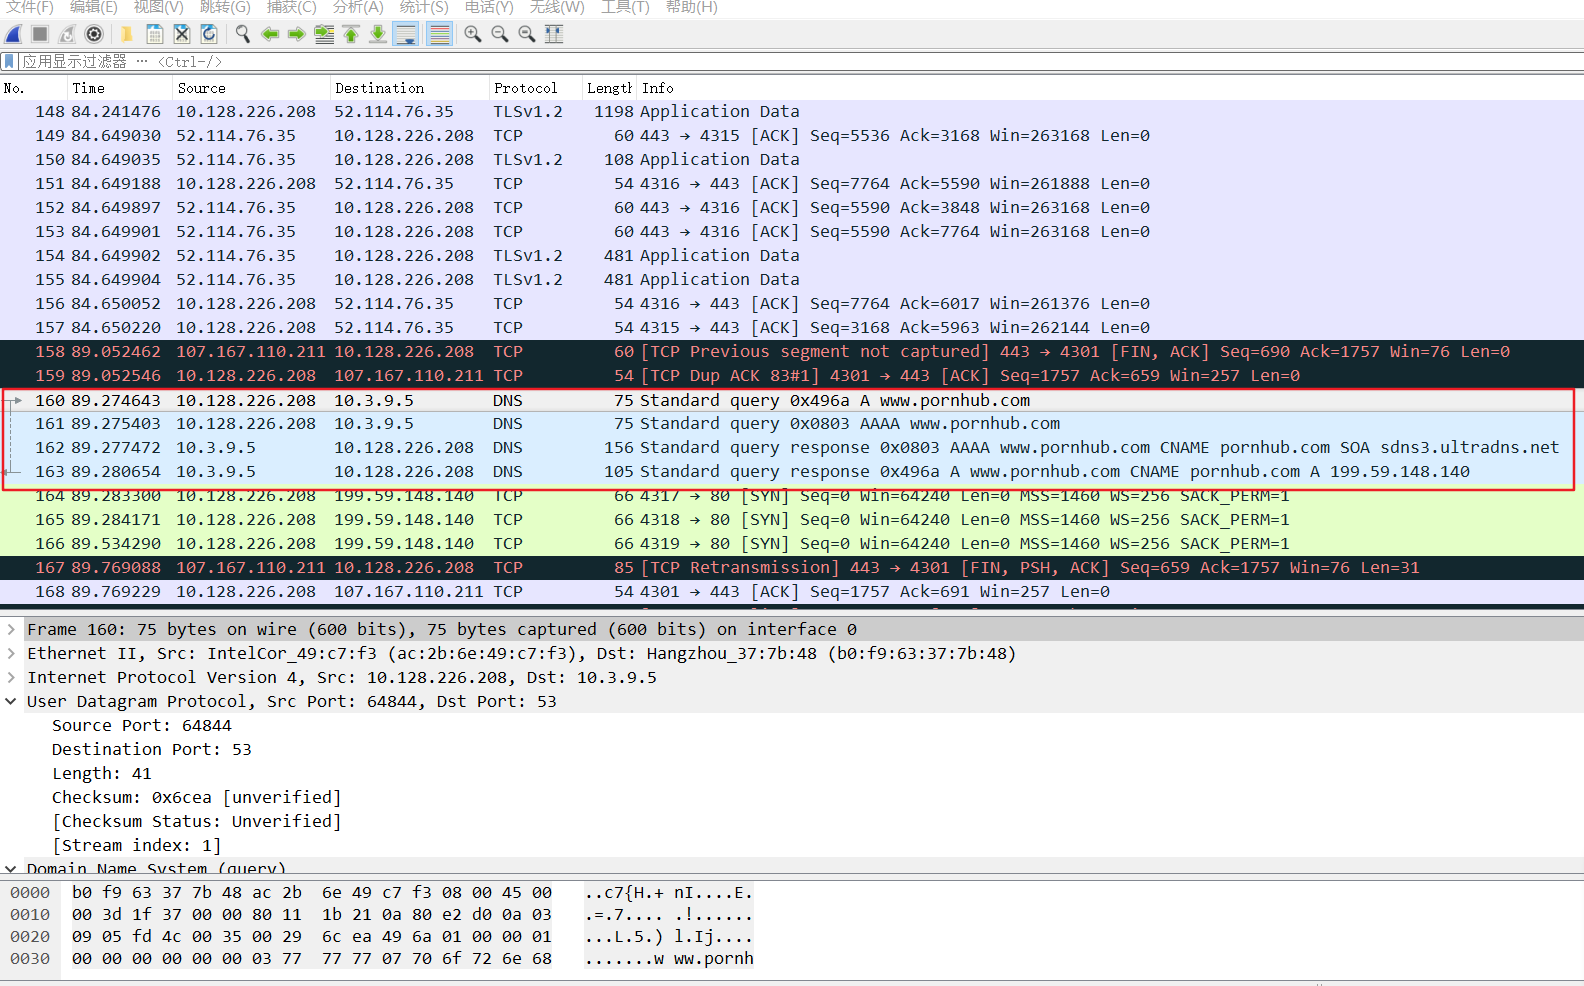 文件(F) 编辑(E) 视图(V) 跳转(G) 捕获(C) 分析(A) 统计(S) 电话(Y) 无线(W) 工具(T) 帮助(H)
应用显示过滤器 … <Ctrl-/>
No. Time Source Destination Protocol Length Info
148 84.241476 10.128.226.208 52.114.76.35 TLSv1.2 1198 Application Data
149 84.649030 52.114.76.35 10.128.226.208 TCP 60 443 → 4315 [ACK] Seq=5536 Ack=3168 Win=263168 Len=0
150 84.649035 52.114.76.35 10.128.226.208 TLSv1.2 108 Application Data
151 84.649188 10.128.226.208 52.114.76.35 TCP 54 4316 → 443 [ACK] Seq=7764 Ack=5590 Win=261888 Len=0
152 84.649897 52.114.76.35 10.128.226.208 TCP 60 443 → 4316 [ACK] Seq=5590 Ack=3848 Win=263168 Len=0
153 84.649901 52.114.76.35 10.128.226.208 TCP 60 443 → 4316 [ACK] Seq=5590 Ack=7764 Win=263168 Len=0
154 84.649902 52.114.76.35 10.128.226.208 TLSv1.2 481 Application Data
155 84.649904 52.114.76.35 10.128.226.208 TLSv1.2 481 Application Data
156 84.650052 10.128.226.208 52.114.76.35 TCP 54 4316 → 443 [ACK] Seq=7764 Ack=6017 Win=261376 Len=0
157 84.650220 10.128.226.208 52.114.76.35 TCP 54 4315 → 443 [ACK] Seq=3168 Ack=5963 Win=262144 Len=0
158 89.052462 107.167.110.211 10.128.226.208 TCP 60 [TCP Previous segment not captured] 443 → 4301 [FIN, ACK] Seq=690 Ack=1757 Win=76 Len=0
159 89.052546 10.128.226.208 107.167.110.211 TCP 54 [TCP Dup ACK 83#1] 4301 → 443 [ACK] Seq=1757 Ack=659 Win=257 Len=0
160 89.274643 10.128.226.208 10.3.9.5 DNS 75 Standard query 0x496a A www.pornhub.com
161 89.275403 10.128.226.208 10.3.9.5 DNS 75 Standard query 0x0803 AAAA www.pornhub.com
162 89.277472 10.3.9.5 10.128.226.208 DNS 156 Standard query response 0x0803 AAAA www.pornhub.com CNAME pornhub.com SOA sdns3.ultradns.net
163 89.280654 10.3.9.5 10.128.226.208 DNS 105 Standard query response 0x496a A www.pornhub.com CNAME pornhub.com A 199.59.148.140
164 89.283300 10.128.226.208 199.59.148.140 TCP 66 4317 → 80 [SYN] Seq=0 Win=64240 Len=0 MSS=1460 WS=256 SACK_PERM=1
165 89.284171 10.128.226.208 199.59.148.140 TCP 66 4318 → 80 [SYN] Seq=0 Win=64240 Len=0 MSS=1460 WS=256 SACK_PERM=1
166 89.534290 10.128.226.208 199.59.148.140 TCP 66 4319 → 80 [SYN] Seq=0 Win=64240 Len=0 MSS=1460 WS=256 SACK_PERM=1
167 89.769088 107.167.110.211 10.128.226.208 TCP 85 [TCP Retransmission] 443 → 4301 [FIN, PSH, ACK] Seq=659 Ack=1757 Win=76 Len=31
168 89.769229 10.128.226.208 107.167.110.211 TCP 54 4301 → 443 [ACK] Seq=1757 Ack=691 Win=257 Len=0
Frame 160: 75 bytes on wire (600 bits), 75 bytes captured (600 bits) on interface 0
Ethernet II, Src: IntelCor_49:c7:f3 (ac:2b:6e:49:c7:f3), Dst: Hangzhou_37:7b:48 (b0:f9:63:37:7b:48)
Internet Protocol Version 4, Src: 10.128.226.208, Dst: 10.3.9.5
User Datagram Protocol, Src Port: 64844, Dst Port: 53
Source Port: 64844
Destination Port: 53
Length: 41
Checksum: 0x6cea [unverified]
[Checksum Status: Unverified]
[Stream index: 1]
Domain Name System (query)
0000 b0 f9 63 37 7b 48 ac 2b 6e 49 c7 f3 08 00 45 00 ..c7{H.+ nI....E.
0010 00 3d 1f 37 00 00 80 11 1b 21 0a 80 e2 d0 0a 03 .=.7.... .!......
0020 09 05 fd 4c 00 35 00 29 6c ea 49 6a 01 00 00 01 ...L.5.) l.Ij....
0030 00 00 00 00 00 00 03 77 77 77 07 70 6f 72 6e 68 .......w ww.pornh